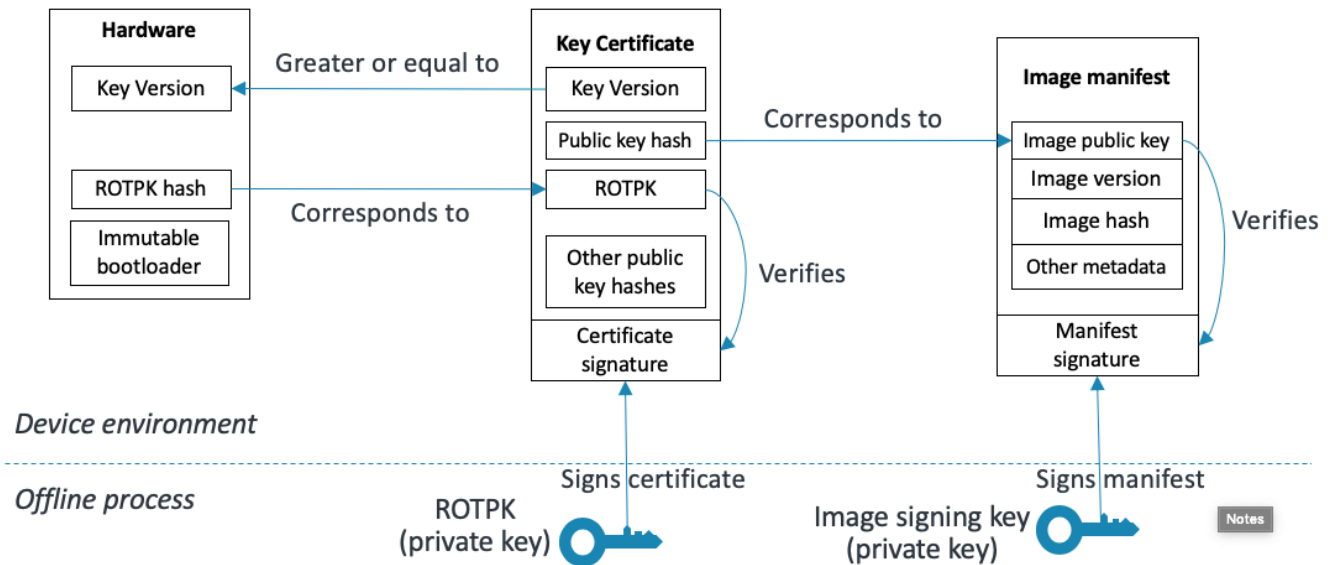 Hardware
Key Version
ROTPK hash
Immutable
bootloader
Greater or equal to
Corresponds to
Key Certificate
Key Version
Public key hash
ROTPK
Other public
key hashes
Certificate
signature
Verifies
Corresponds to
Image manifest
Image public key
Image version
Image hash
Other metadata
Manifest
signature
Verifies
Device environment
Offline process
Signs certificate
ROTPK
(private key)
Signs manifest
Image signing key
(private key)
Notes